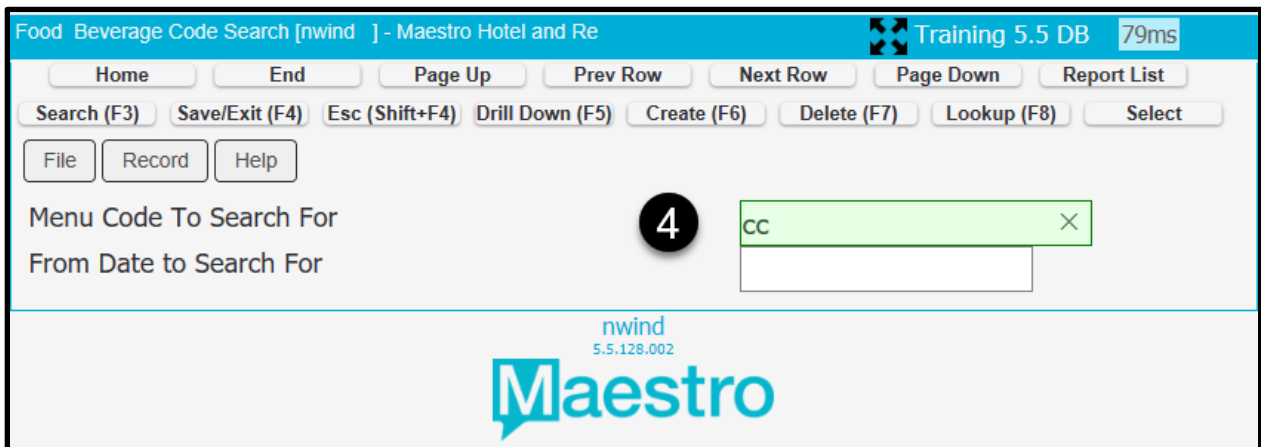 Food Beverage Code Search [nwind ] - Maestro Hotel and Re Training 5.5 DB 79ms
Home End Page Up Prev Row Next Row Page Down Report List
Search (F3) Save/Exit (F4) Esc (Shift+F4) Drill Down (F5) Create (F6) Delete (F7) Lookup (F8) Select
File Record Help
Menu Code To Search For 4 cc
From Date to Search For
nwind
5.5.128.002
Maestro